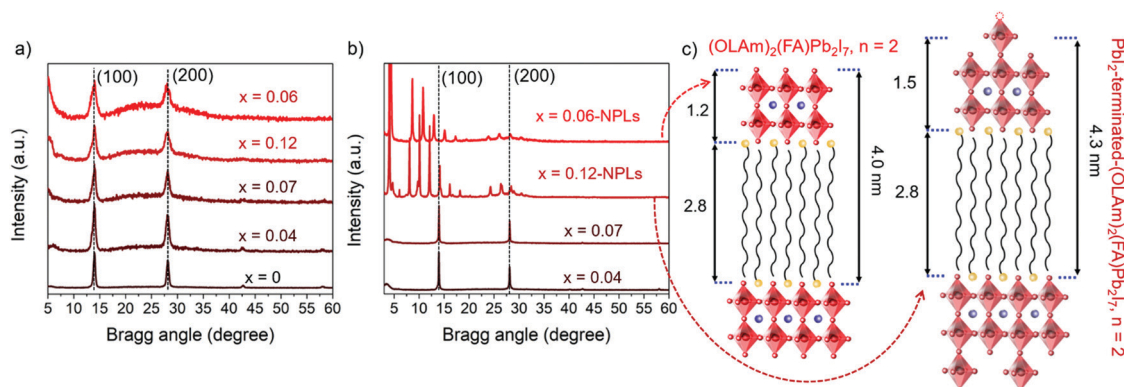 a)
Intensity (a.u.)
(100)
(200)
x = 0.06
x = 0.12
x = 0.07
x = 0.04
x = 0
5 10 15 20 25 30 35 40 45 50 55 60
Bragg angle (degree)
b)
Intensity (a.u.)
(100)
(200)
x = 0.06-NPLs
x = 0.12-NPLs
x = 0.07
x = 0.04
5 10 15 20 25 30 35 40 45 50 55 60
Bragg angle (degree)
c)
(OLAm)₂(FA)Pb₂I₇, n = 2
1.2
2.8
4.0 nm
1.5
2.8
4.3 nm
PbI₂-terminated-(OLAm)₂(FA)Pb₂I₇, n = 2